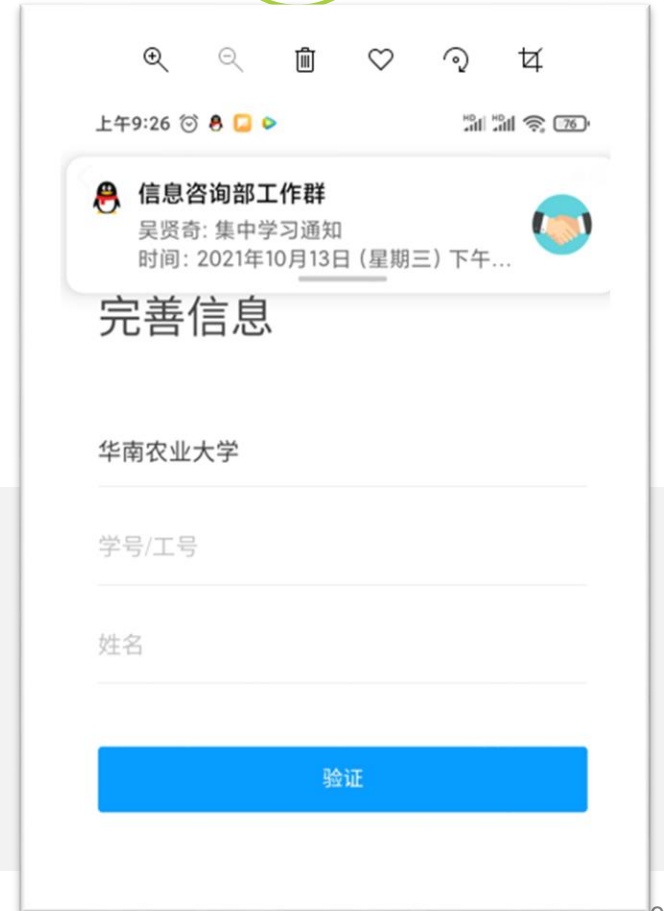 上午9:26
HD HD 76
信息咨询部工作群
吴贤奇: 集中学习通知
时间: 2021年10月13日 (星期三) 下午...
完善信息
华南农业大学
学号/工号
姓名
验证